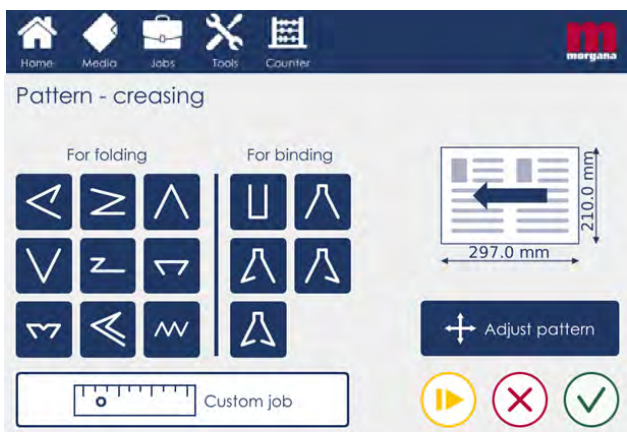 Home Media Jobs Tools Counter
m
morgana
Pattern - creasing
For folding
For binding
210.0 mm
297.0 mm
Adjust pattern
Custom job